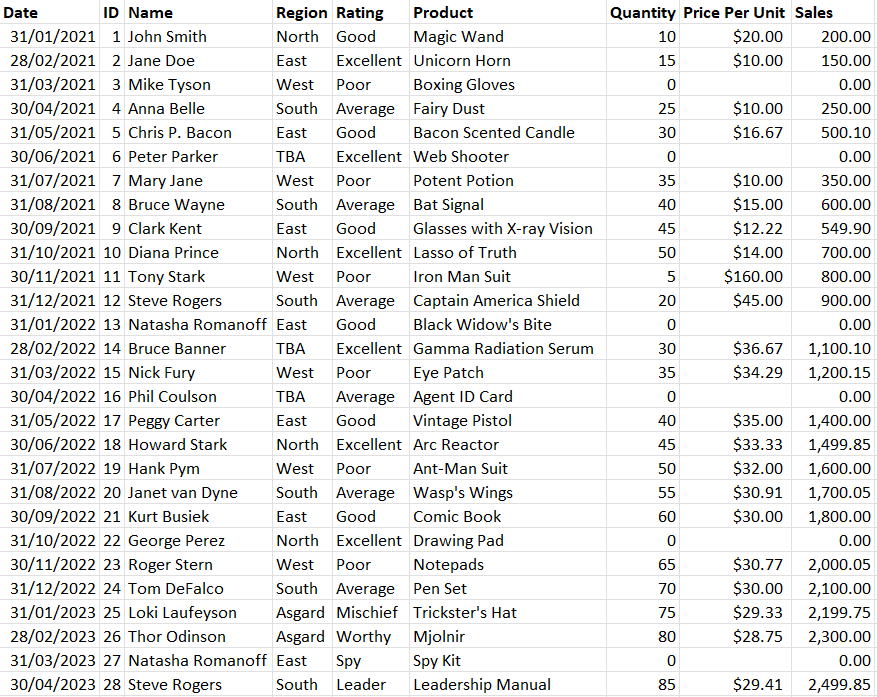 Date ID Name Region Rating Product Quantity Price Per Unit Sales
31/01/2021 1 John Smith North Good Magic Wand 10 $20.00 200.00
28/02/2021 2 Jane Doe East Excellent Unicorn Horn 15 $10.00 150.00
31/03/2021 3 Mike Tyson West Poor Boxing Gloves 0 0.00
30/04/2021 4 Anna Belle South Average Fairy Dust 25 $10.00 250.00
31/05/2021 5 Chris P. Bacon East Good Bacon Scented Candle 30 $16.67 500.10
30/06/2021 6 Peter Parker TBA Excellent Web Shooter 0 0.00
31/07/2021 7 Mary Jane West Poor Potent Potion 35 $10.00 350.00
31/08/2021 8 Bruce Wayne South Average Bat Signal 40 $15.00 600.00
30/09/2021 9 Clark Kent East Good Glasses with X-ray Vision 45 $12.22 549.90
31/10/2021 10 Diana Prince North Excellent Lasso of Truth 50 $14.00 700.00
30/11/2021 11 Tony Stark West Poor Iron Man Suit 5 $160.00 800.00
31/12/2021 12 Steve Rogers South Average Captain America Shield 20 $45.00 900.00
31/01/2022 13 Natasha Romanoff East Good Black Widow's Bite 0 0.00
28/02/2022 14 Bruce Banner TBA Excellent Gamma Radiation Serum 30 $36.67 1,100.10
31/03/2022 15 Nick Fury West Poor Eye Patch 35 $34.29 1,200.15
30/04/2022 16 Phil Coulson TBA Average Agent ID Card 0 0.00
31/05/2022 17 Peggy Carter East Good Vintage Pistol 40 $35.00 1,400.00
30/06/2022 18 Howard Stark North Excellent Arc Reactor 45 $33.33 1,499.85
31/07/2022 19 Hank Pym West Poor Ant-Man Suit 50 $32.00 1,600.00
31/08/2022 20 Janet van Dyne South Average Wasp's Wings 55 $30.91 1,700.05
30/09/2022 21 Kurt Busiek East Good Comic Book 60 $30.00 1,800.00
31/10/2022 22 George Perez North Excellent Drawing Pad 0 0.00
30/11/2022 23 Roger Stern West Poor Notepads 65 $30.77 2,000.05
31/12/2022 24 Tom DeFalco South Average Pen Set 70 $30.00 2,100.00
31/01/2023 25 Loki Laufeyson Asgard Mischief Trickster's Hat 75 $29.33 2,199.75
28/02/2023 26 Thor Odinson Asgard Worthy Mjolnir 80 $28.75 2,300.00
31/03/2023 27 Natasha Romanoff East Spy Spy Kit 0 0.00
30/04/2023 28 Steve Rogers South Leader Leadership Manual 85 $29.41 2,499.85